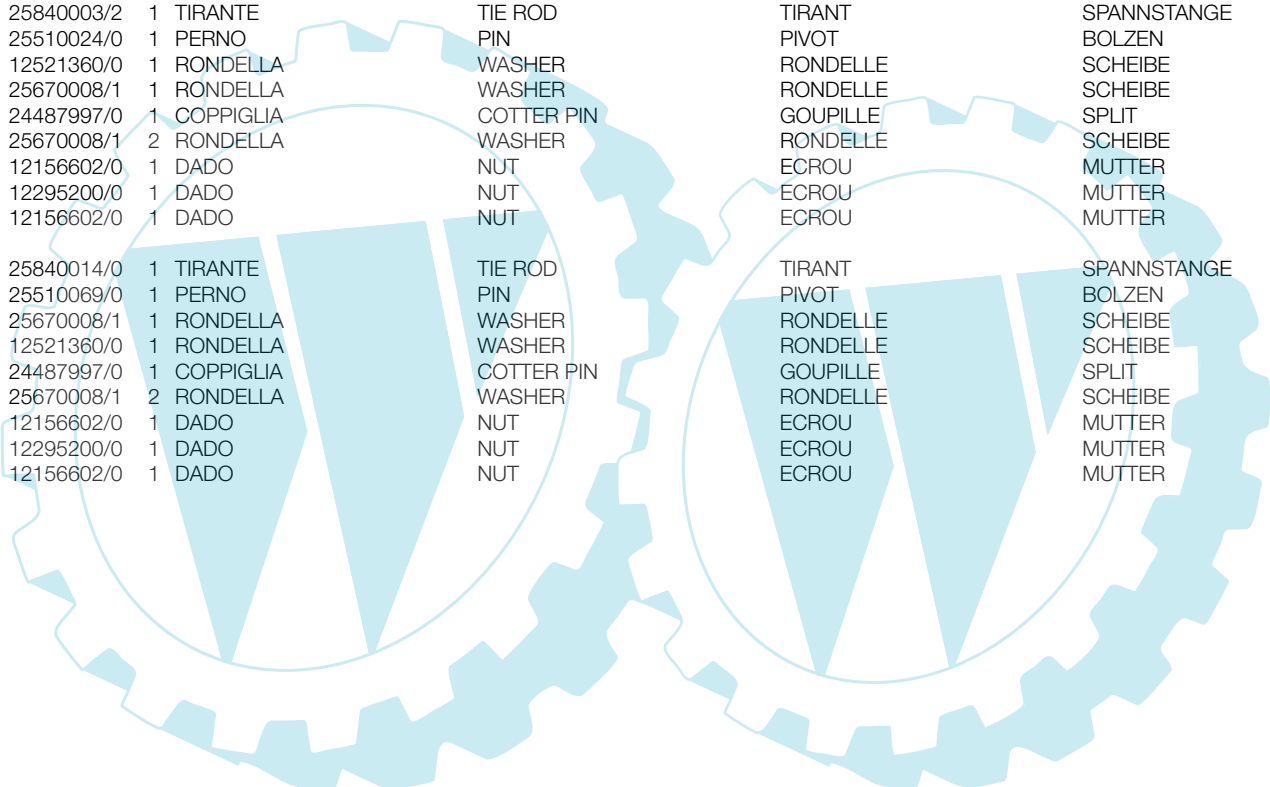 25840003/2 1 TIRANTE TIE ROD TIRANT SPANNSTANGE
25510024/0 1 PERNO PIN PIVOT BOLZEN
12521360/0 1 RONDELLA WASHER RONDELLE SCHEIBE
25670008/1 1 RONDELLA WASHER RONDELLE SCHEIBE
24487997/0 1 COPPIGLIA COTTER PIN GOUPILLE SPLIT
25670008/1 2 RONDELLA WASHER RONDELLE SCHEIBE
12156602/0 1 DADO NUT ECROU MUTTER
12295200/0 1 DADO NUT ECROU MUTTER
12156602/0 1 DADO NUT ECROU MUTTER
25840014/0 1 TIRANTE TIE ROD TIRANT SPANNSTANGE
25510069/0 1 PERNO PIN PIVOT BOLZEN
25670008/1 1 RONDELLA WASHER RONDELLE SCHEIBE
12521360/0 1 RONDELLA WASHER RONDELLE SCHEIBE
24487997/0 1 COPPIGLIA COTTER PIN GOUPILLE SPLIT
25670008/1 2 RONDELLA WASHER RONDELLE SCHEIBE
12156602/0 1 DADO NUT ECROU MUTTER
12295200/0 1 DADO NUT ECROU MUTTER
12156602/0 1 DADO NUT ECROU MUTTER